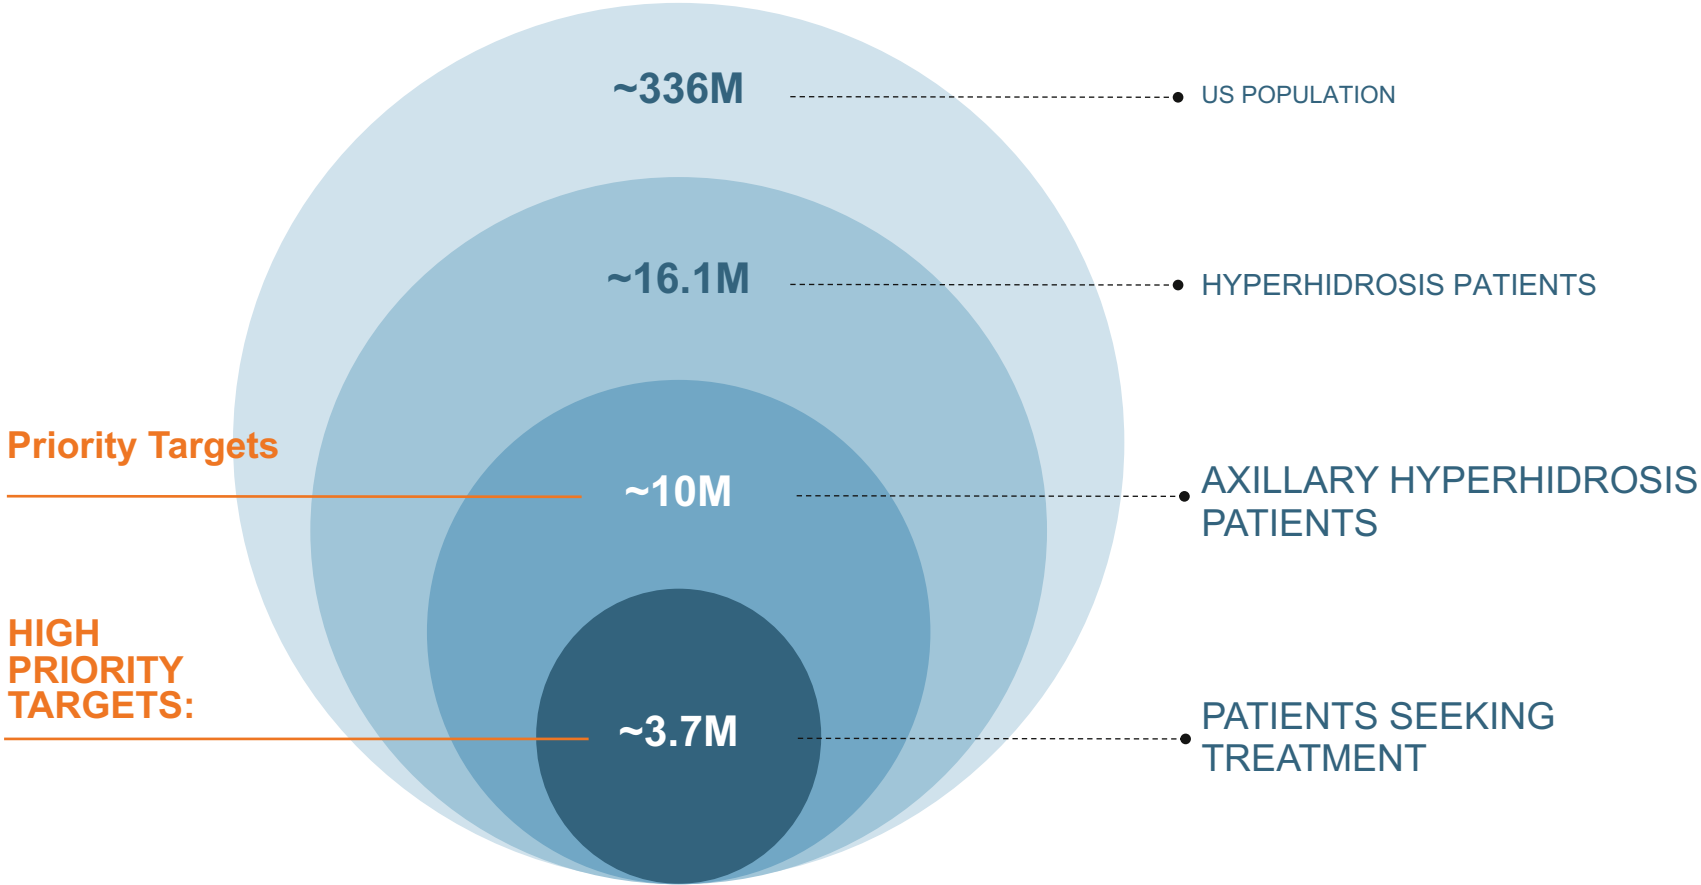 ~336M
US POPULATION
~16.1M
HYPERHIDROSIS PATIENTS
Priority Targets
~10M
AXILLARY HYPERHIDROSIS
PATIENTS
HIGH
PRIORITY
TARGETS:
~3.7M
PATIENTS SEEKING
TREATMENT